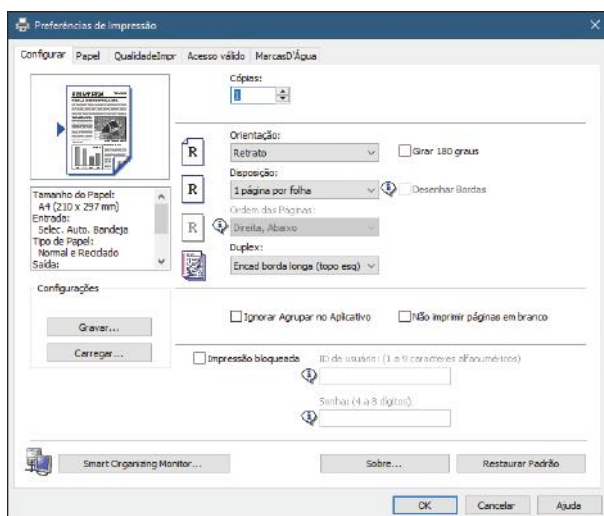 Preferências de Impressão
Configurar Papel QualidadeImpr Acesso válido MarcasD'Água
Cópias:
1
Orientação:
Retrato
Girar 180 graus
Disposição:
1 página por folha
Desenhar Bordas
Ordem das Páginas:
Direita, Abaixo
Duplex:
Encad borda longa (topo esq)
Tamanho do Papel:
A4 (210 x 297 mm)
Entrada:
Selec. Auto. Bandeja
Tipo de Papel:
Normal e Reciclado
Saída:
Configurações
Gravar...
Carregar...
Ignorar Agrupar no Aplicativo
Não imprimir páginas em branco
Impressão bloqueada
ID de usuário: (1 a 9 caracteres alfanuméricos)
Senha: (4 a 8 dígitos)
Smart Organizing Monitor...
Sobre...
Restaurar Padrão
OK
Cancelar
Ajuda